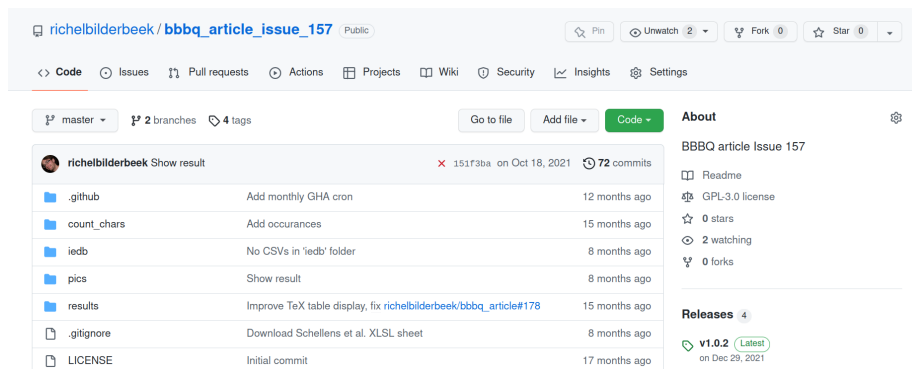 richelbilderbeek / bbbq_article_issue_157 Public
Pin Unwatch 2 Fork 0 Star 0
Code Issues Pull requests Actions Projects Wiki Security Insights Settings
master 2 branches 4 tags Go to file Add file Code
richelbilderbeek Show result 151f3ba on Oct 18, 2021 72 commits
.github Add monthly GHA cron 12 months ago
count_chars Add occurances 15 months ago
iedb No CSVs in 'iedb' folder 8 months ago
pics Show result 8 months ago
results Improve TeX table display, fix richelbilderbeek/bbbq_article#178 15 months ago
.gitignore Download Schellens et al. XLSL sheet 8 months ago
LICENSE Initial commit 17 months ago
About
BBBQ article Issue 157
Readme
GPL-3.0 license
0 stars
2 watching
0 forks
Releases 4
v1.0.2 Latest
on Dec 29, 2021